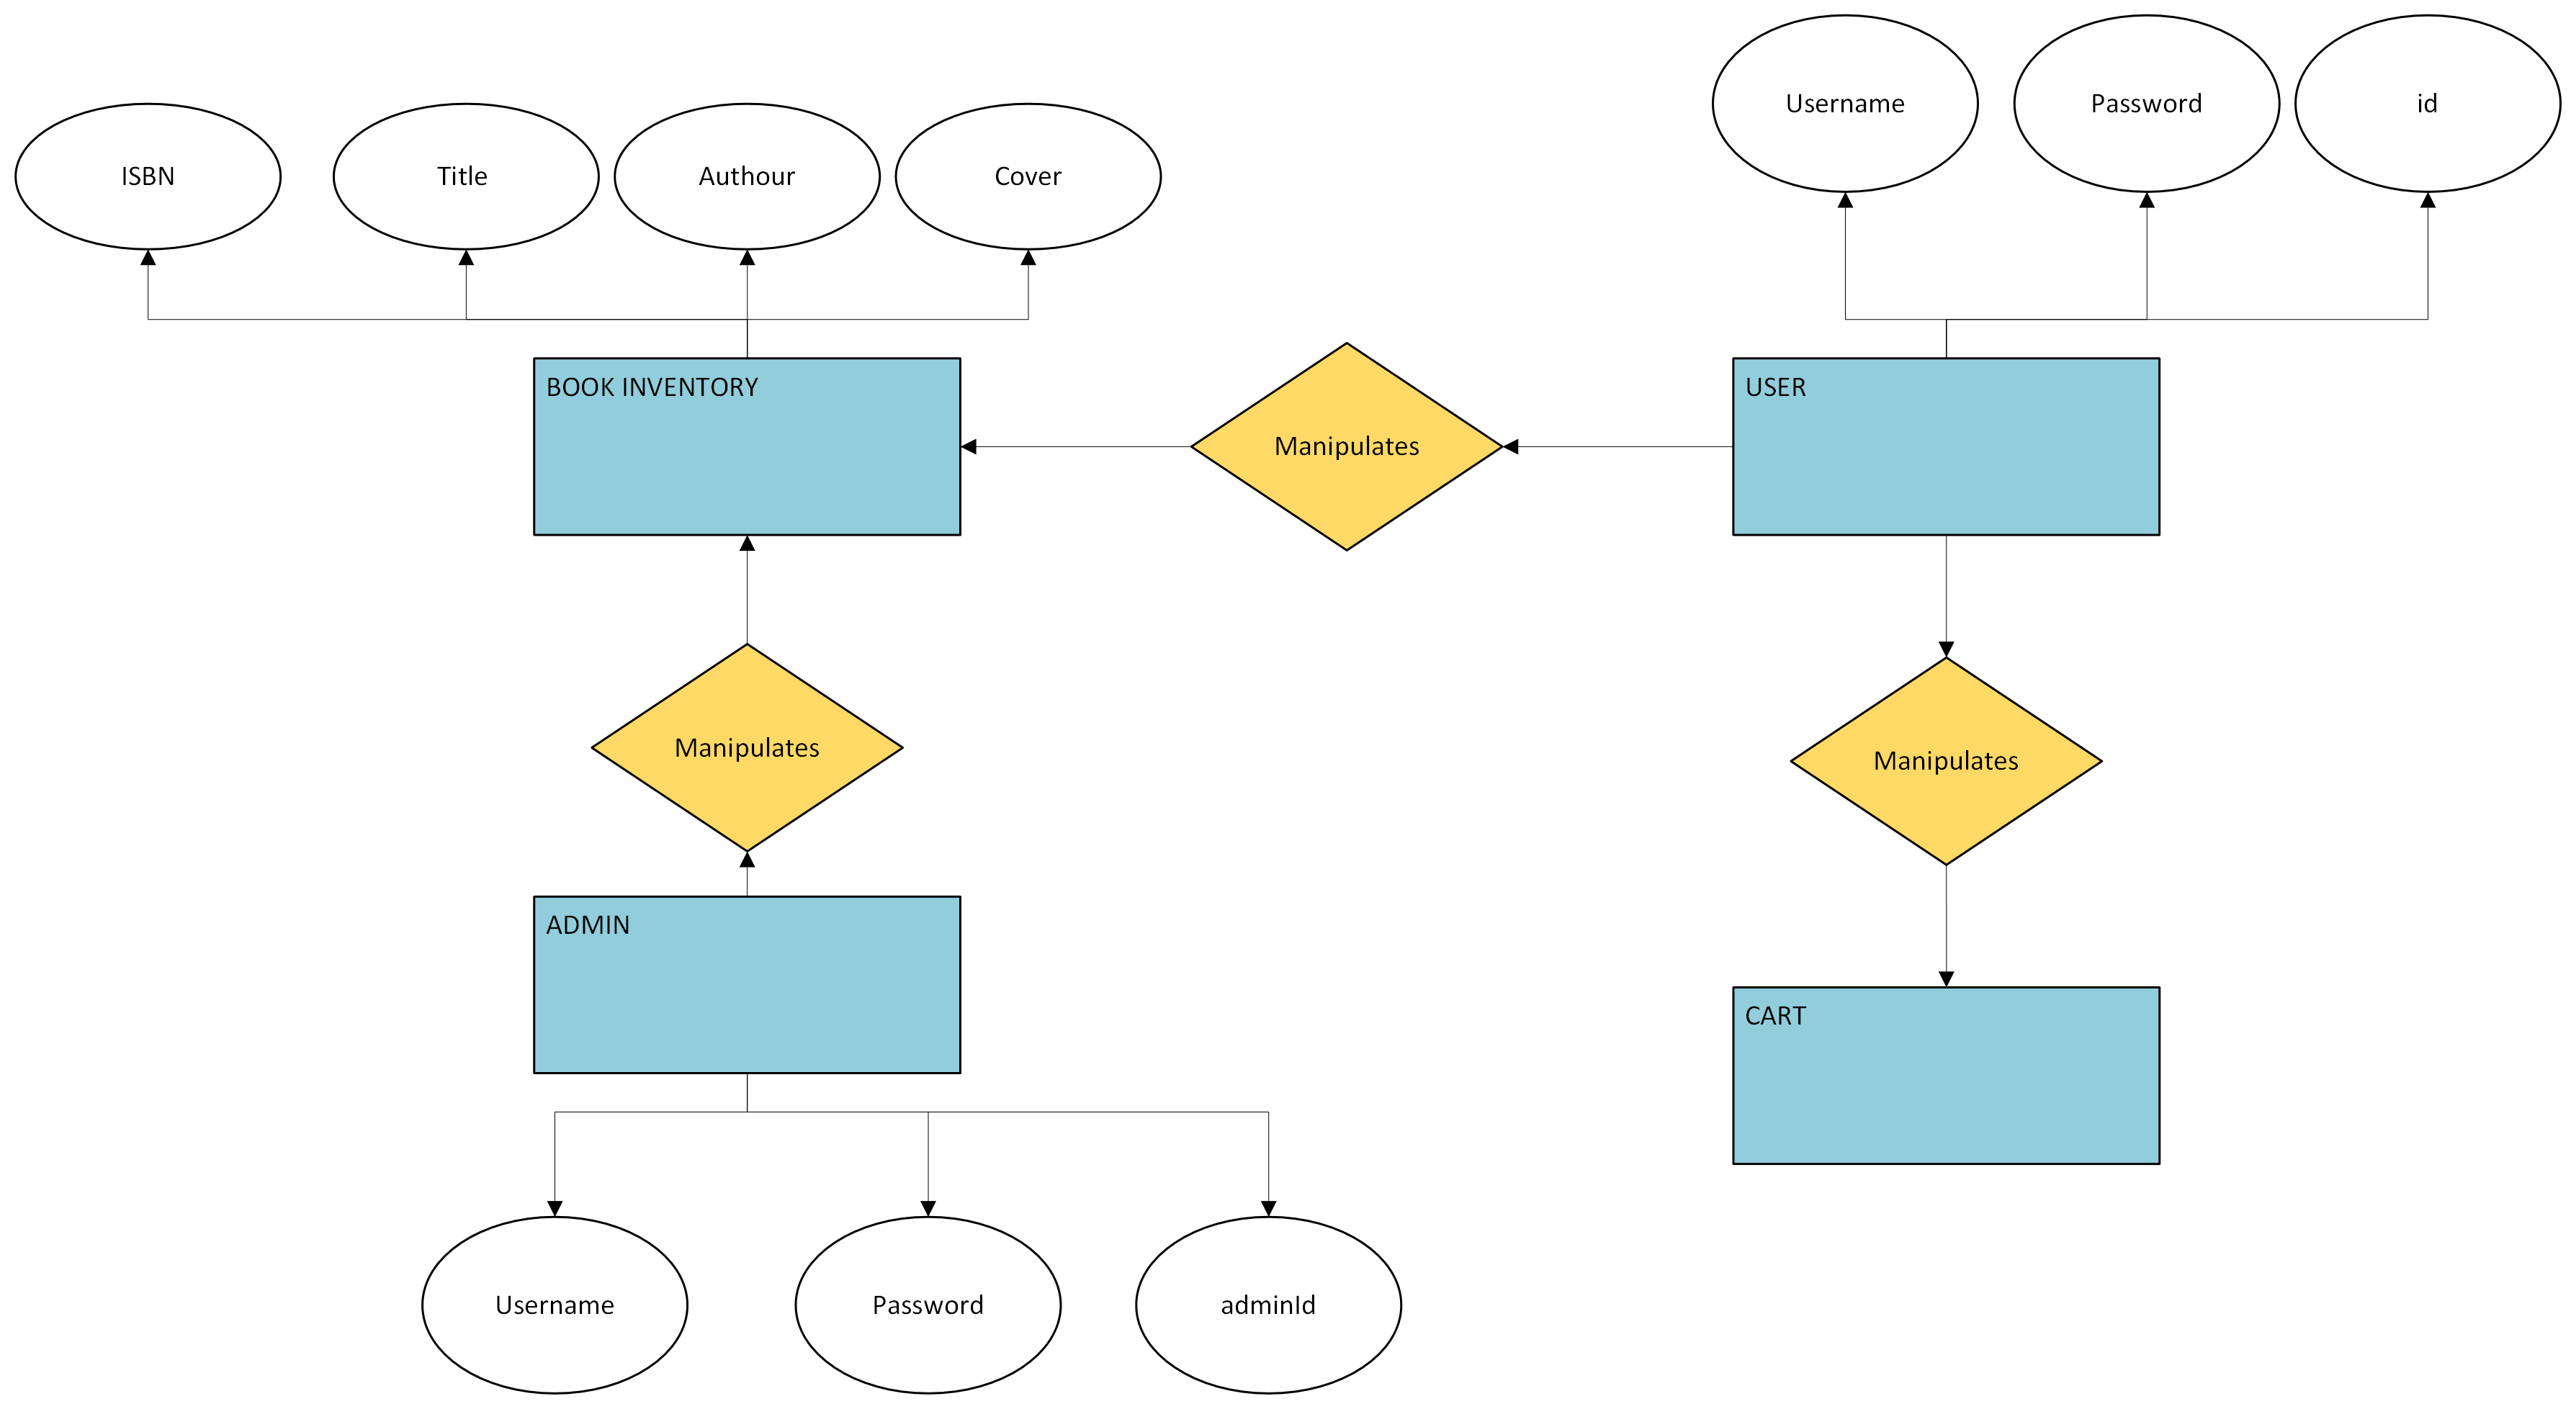 Username
Password
id
ISBN
Title
Authour
Cover
BOOK INVENTORY
Manipulates
USER
Manipulates
Manipulates
ADMIN
CART
Username
Password
adminId